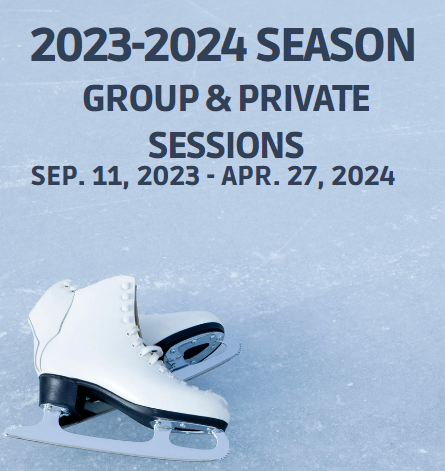 2023-2024 SEASON
GROUP & PRIVATE
SESSIONS
SEP. 11, 2023 - APR. 27, 2024